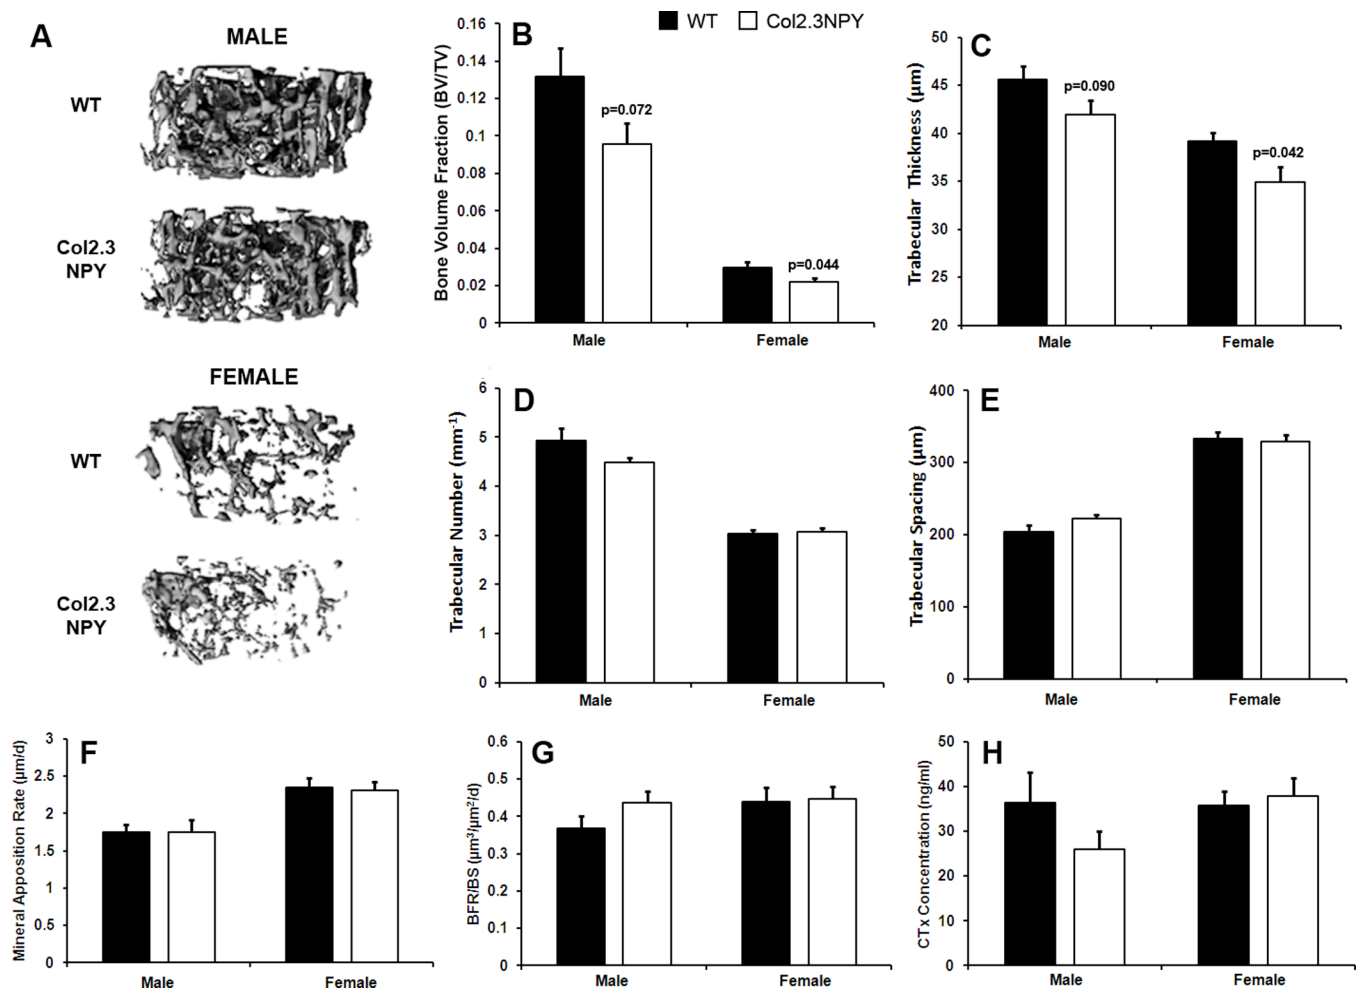 A
MALE
WT
Col2.3
NPY
FEMALE
WT
Col2.3
NPY
WT Col2.3NPY
B
Bone Volume Fraction (BV/TV)
0.16
0.14
0.12
0.1
0.08
0.06
0.04
0.02
0
p=0.072
p=0.044
Male Female
C
Trabecular Thickness (µm)
50
45
40
35
30
25
20
p=0.090
p=0.042
Male Female
D
Trabecular Number (mm⁻¹)
6
5
4
3
2
1
0
Male Female
E
Trabecular Spacing (µm)
400
300
200
100
0
Male Female
F
Mineral Apposition Rate (µm/d)
3
2.5
2
1.5
1
0.5
0
Male Female
G
BFR/BS (µm³/µm²/d)
0.6
0.5
0.4
0.3
0.2
0.1
0
Male Female
H
CTx Concentration (ng/ml)
50
40
30
20
10
0
Male Female